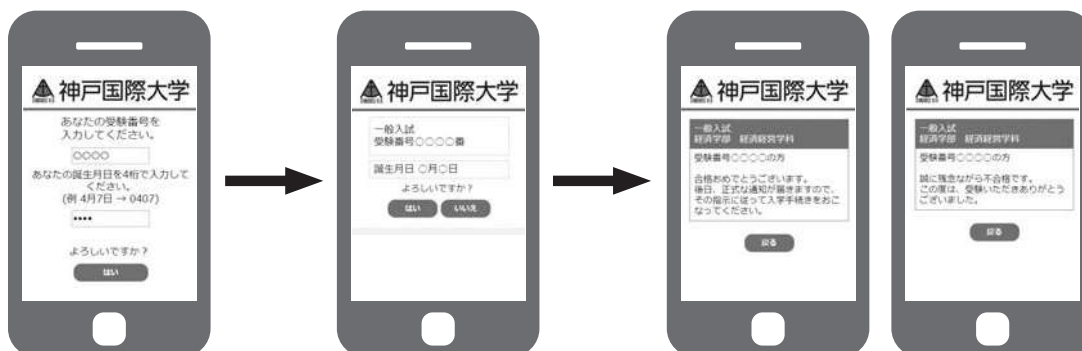 神戸国際大学
あなたの受験番号を
入力してください。
○○○○
あなたの誕生月日を4桁で入力して
ください。
(例 4月7日 → 0407)
••••
よろしいですか？
はい
神戸国際大学
一般入試
受験番号○○○○番
誕生月日 ○月○日
よろしいですか？
はい
いいえ
神戸国際大学
一般入試
経済学部 経済経営学科
受験番号○○○○の方
合格おめでとうございます。
後日、正式な通知が届きますので、
その指示に従って入学手続きをおこ
なってください。
戻る
神戸国際大学
一般入試
経済学部 経済経営学科
受験番号○○○○の方
誠に残念ながら不合格です。
この度は、受験いただきありがとう
ございました。
戻る